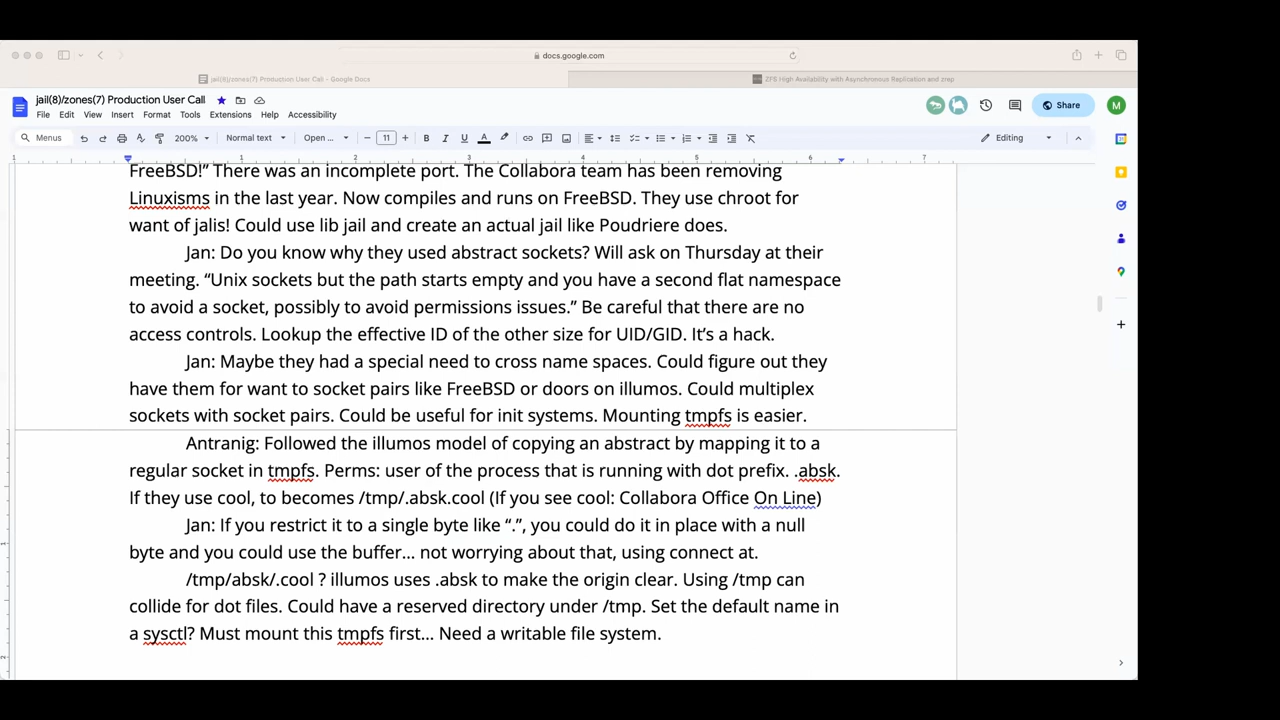 docs.google.com
jail(8)/zones(7) Production User Call - Google Docs
ZFS High Availability with Asynchronous Replication and zrep
jail(8)/zones(7) Production User Call
File Edit View Insert Format Tools Extensions Help Accessibility
Share
M
Menus
200%
Normal text
Open ...
11
B I U A
Editing
1 1 2 3 4 5 6 7
FreeBSD!” There was an incomplete port. The Collabora team has been removing
Linuxisms in the last year. Now compiles and runs on FreeBSD. They use chroot for
want of jalis! Could use lib jail and create an actual jail like Poudriere does.
Jan: Do you know why they used abstract sockets? Will ask on Thursday at their
meeting. “Unix sockets but the path starts empty and you have a second flat namespace
to avoid a socket, possibly to avoid permissions issues.” Be careful that there are no
access controls. Lookup the effective ID of the other size for UID/GID. It’s a hack.
Jan: Maybe they had a special need to cross name spaces. Could figure out they
have them for want to socket pairs like FreeBSD or doors on illumos. Could multiplex
sockets with socket pairs. Could be useful for init systems. Mounting tmpfs is easier.
Antranig: Followed the illumos model of copying an abstract by mapping it to a
regular socket in tmpfs. Perms: user of the process that is running with dot prefix. .absk.
If they use cool, to becomes /tmp/.absk.cool (If you see cool: Collabora Office On Line)
Jan: If you restrict it to a single byte like “.”, you could do it in place with a null
byte and you could use the buffer… not worrying about that, using connect at.
/tmp/absk/.cool ? illumos uses .absk to make the origin clear. Using /tmp can
collide for dot files. Could have a reserved directory under /tmp. Set the default name in
a sysctl? Must mount this tmpfs first… Need a writable file system.